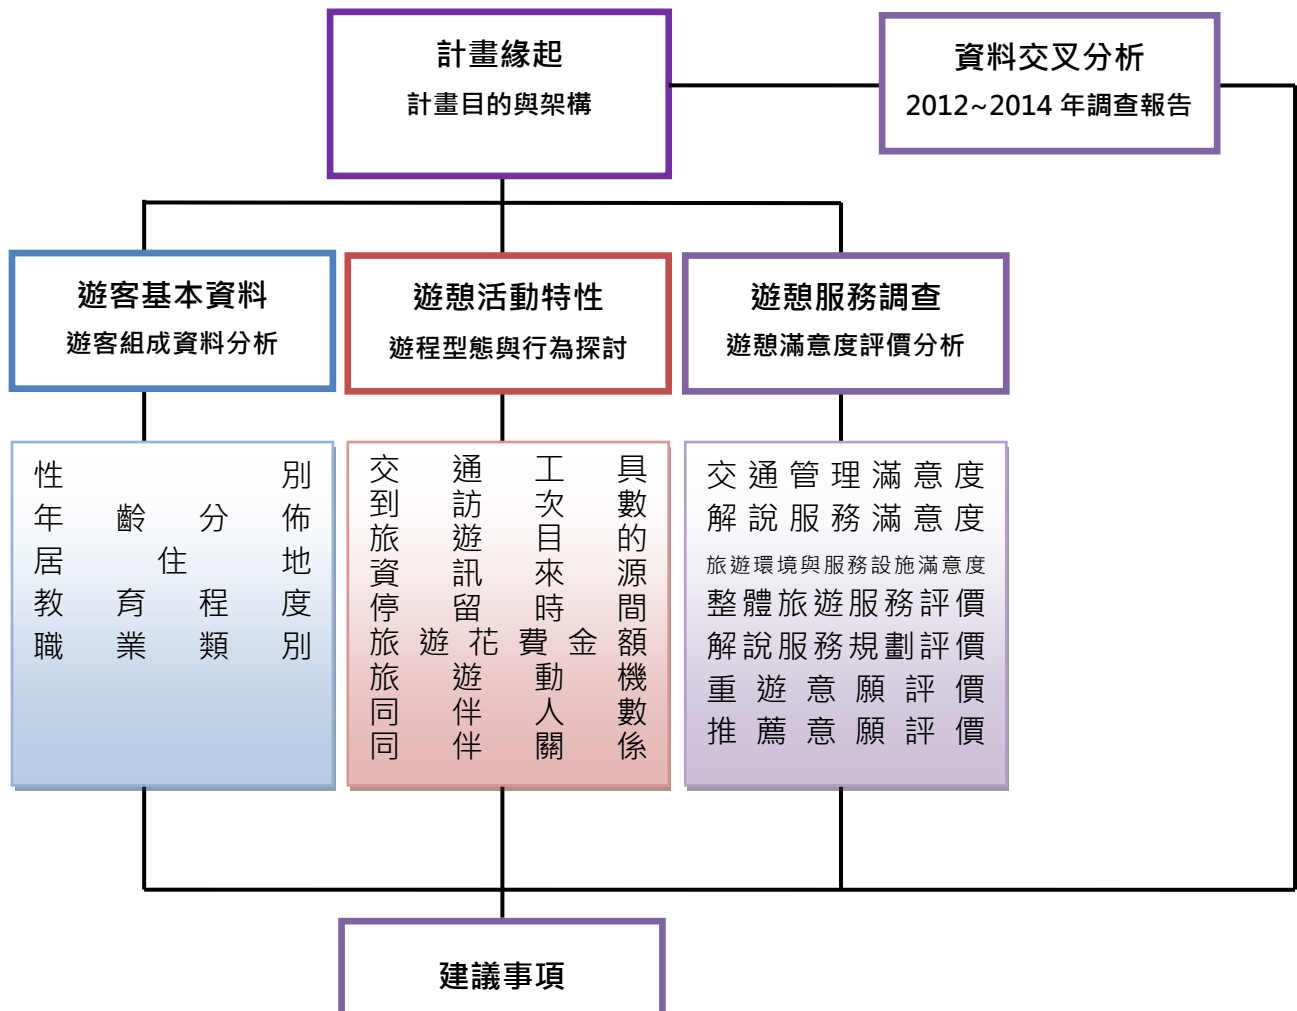 計畫緣起
計畫目的與架構
資料交叉分析
2012~2014 年調查報告
遊客基本資料
遊客組成資料分析
遊憩活動特性
遊程型態與行為探討
遊憩服務調查
遊憩滿意度評價分析
性別
年齡分佈
居住地
教育程度
職業類別
交通工具
到訪次數
旅遊目的
資訊來源
停留時間
旅遊花費金額
旅遊動機
同伴人數
同伴關係
交通管理滿意度
解說服務滿意度
旅遊環境與服務設施滿意度
整體旅遊服務評價
解說服務規劃評價
重遊意願評價
推薦意願評價
建議事項